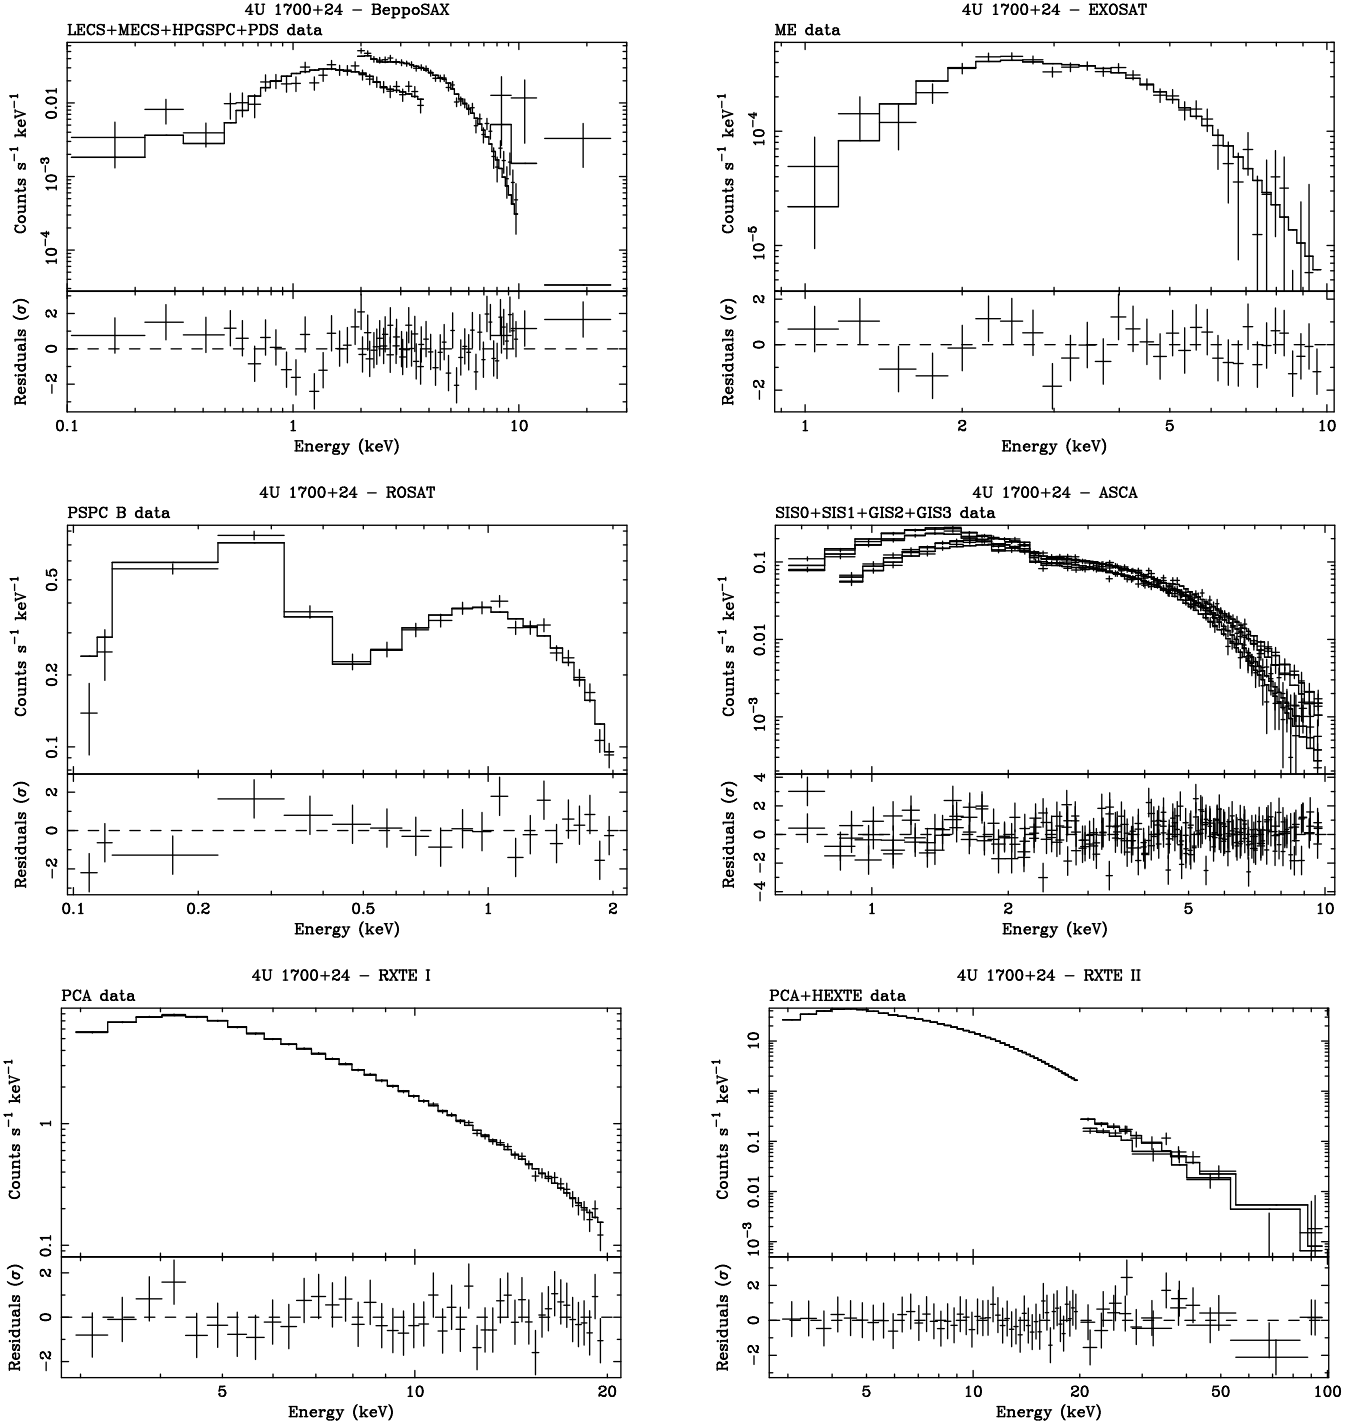 4U 1700+24 − BeppoSAX
LECS+MECS+HPGSPC+PDS data
Counts s⁻¹ keV⁻¹
0.01
10⁻³
10⁻⁴
Residuals (σ)
2
0
−2
0.1 1 10
Energy (keV)
4U 1700+24 − EXOSAT
ME data
Counts s⁻¹ keV⁻¹
10⁻⁴
10⁻⁵
Residuals (σ)
2
0
−2
1 2 5 10
Energy (keV)
4U 1700+24 − ROSAT
PSPC B data
Counts s⁻¹ keV⁻¹
0.5
0.2
0.1
Residuals (σ)
2
0
−2
0.1 0.2 0.5 1 2
Energy (keV)
4U 1700+24 − ASCA
SIS0+SIS1+GIS2+GIS3 data
Counts s⁻¹ keV⁻¹
0.1
0.01
10⁻³
Residuals (σ)
4
2
0
−2
−4
1 2 5 10
Energy (keV)
4U 1700+24 − RXTE I
PCA data
Counts s⁻¹ keV⁻¹
1
0.1
Residuals (σ)
2
0
−2
5 10 20
Energy (keV)
4U 1700+24 − RXTE II
PCA+HEXTE data
Counts s⁻¹ keV⁻¹
10
1
0.1
0.01
10⁻³
Residuals (σ)
2
0
−2
5 10 20 50 100
Energy (keV)